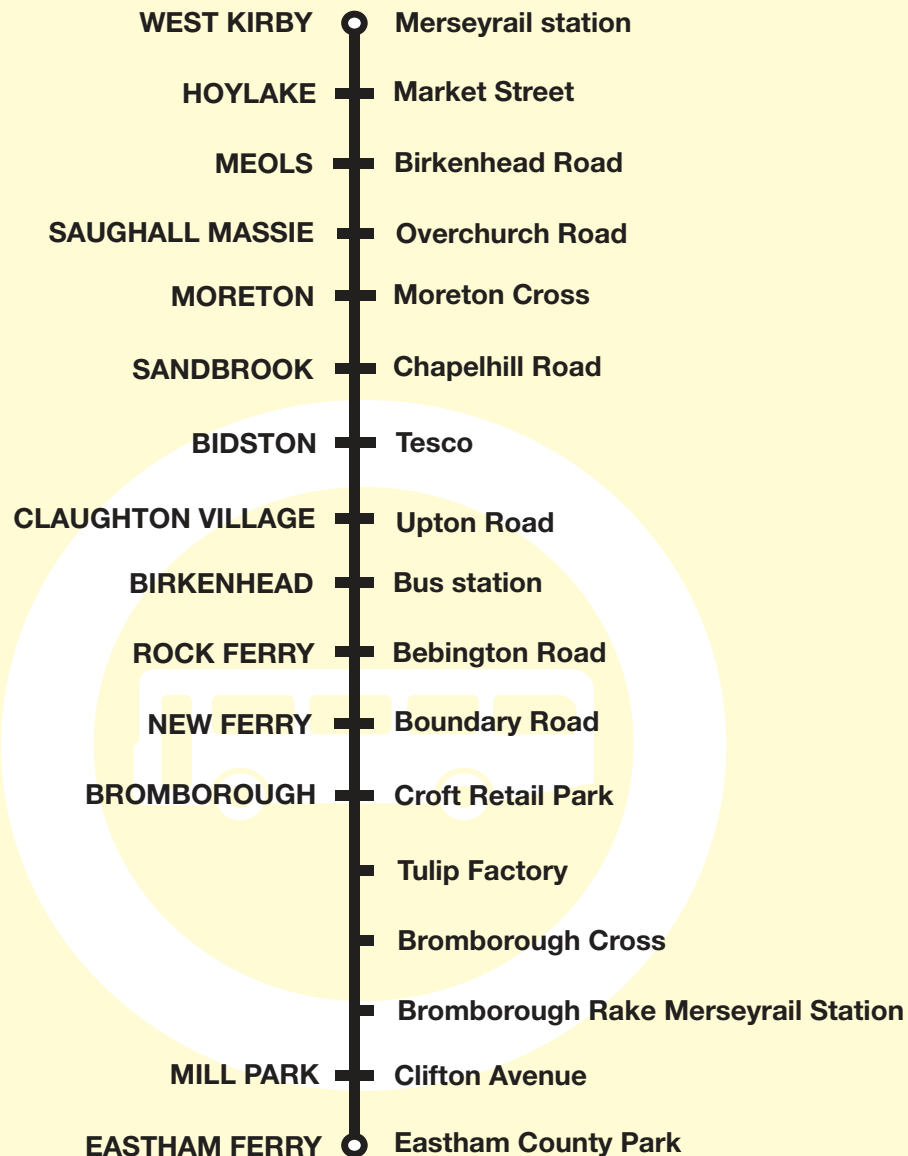 WEST KIRBY Merseyrail station
HOYLAKE Market Street
MEOLS Birkenhead Road
SAUGHALL MASSIE Overchurch Road
MORETON Moreton Cross
SANDBROOK Chapelhill Road
BIDSTON Tesco
CLAUGHTON VILLAGE Upton Road
BIRKENHEAD Bus station
ROCK FERRY Bebington Road
NEW FERRY Boundary Road
BROMBOROUGH Croft Retail Park
Tulip Factory
Bromborough Cross
Bromborough Rake Merseyrail Station
MILL PARK Clifton Avenue
EASTHAM FERRY Eastham County Park